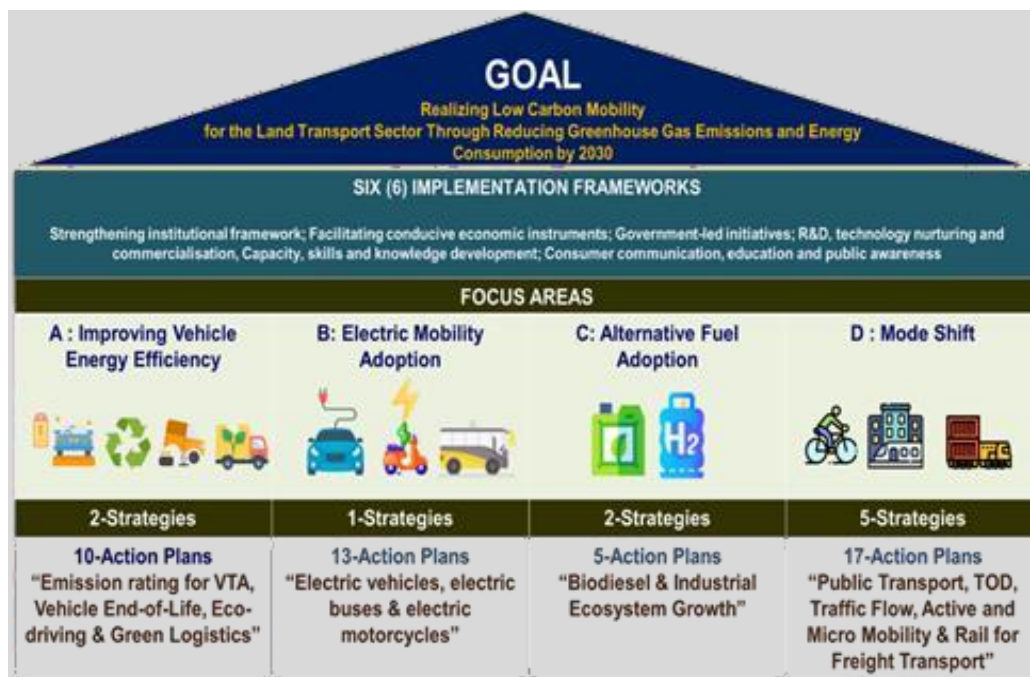 GOAL
Realizing Low Carbon Mobility
for the Land Transport Sector Through Reducing Greenhouse Gas Emissions and Energy
Consumption by 2030
SIX (6) IMPLEMENTATION FRAMEWORKS
Strengthening institutional framework; Facilitating conducive economic instruments; Government-led initiatives; R&D, technology nurturing and
commercialisation, Capacity, skills and knowledge development; Consumer communication, education and public awareness
FOCUS AREAS
A : Improving Vehicle
Energy Efficiency
B: Electric Mobility
Adoption
C: Alternative Fuel
Adoption
D : Mode Shift
H2
2-Strategies
1-Strategies
2-Strategies
5-Strategies
10-Action Plans
“Emission rating for VTA,
Vehicle End-of-Life, Eco-
driving & Green Logistics”
13-Action Plans
“Electric vehicles, electric
buses & electric
motorcycles”
5-Action Plans
“Biodiesel & Industrial
Ecosystem Growth”
17-Action Plans
“Public Transport, TOD,
Traffic Flow, Active and
Micro Mobility & Rail for
Freight Transport”